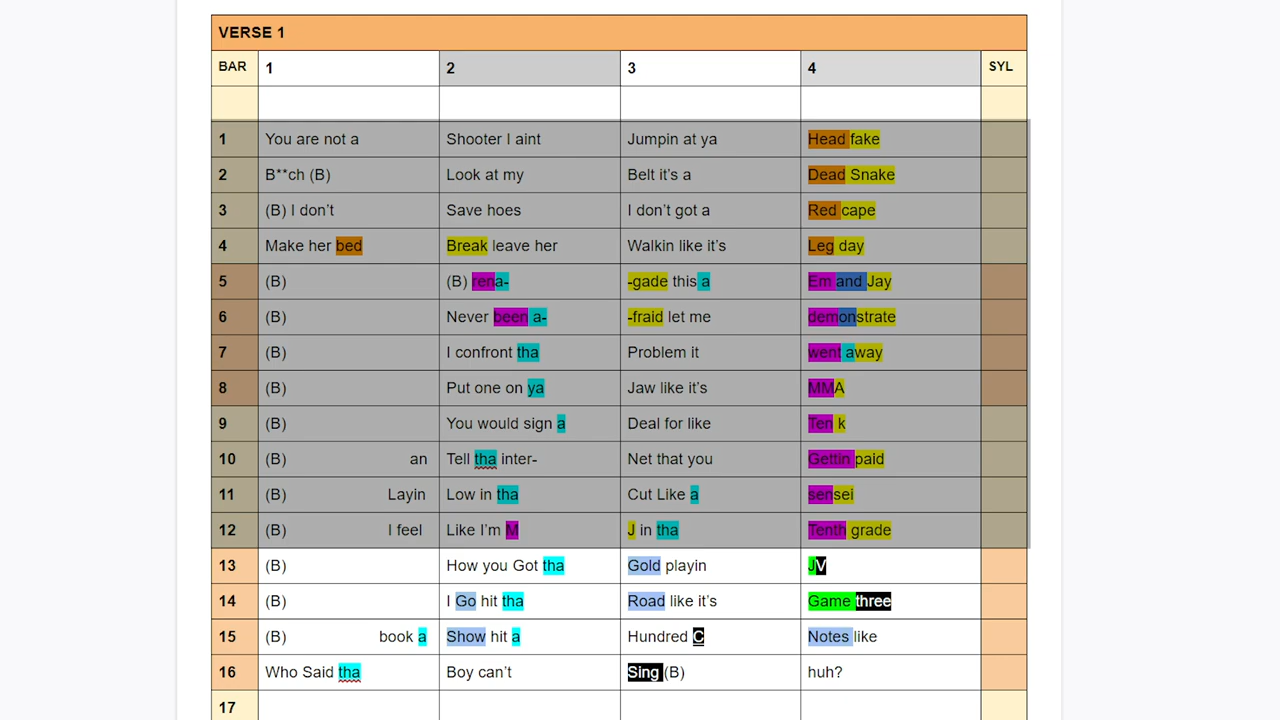 VERSE 1
BAR 1 2 3 4 SYL
1 You are not a Shooter I aint Jumpin at ya Head fake
2 B**ch (B) Look at my Belt it's a Dead Snake
3 (B) I don't Save hoes I don't got a Red cape
4 Make her bed Break leave her Walkin like it's Leg day
5 (B) (B) rena- -gade this a Em and Jay
6 (B) Never been a- -fraid let me demonstrate
7 (B) I confront tha Problem it went away
8 (B) Put one on ya Jaw like it's MMA
9 (B) You would sign a Deal for like Ten k
10 (B) an Tell tha inter- Net that you Gettin paid
11 (B) Layin Low in tha Cut Like a sensei
12 (B) I feel Like I'm M J in tha Tenth grade
13 (B) How you Got tha Gold playin JV
14 (B) I Go hit tha Road like it's Game three
15 (B) book a Show hit a Hundred C Notes like
16 Who Said tha Boy can't Sing (B) huh?
17